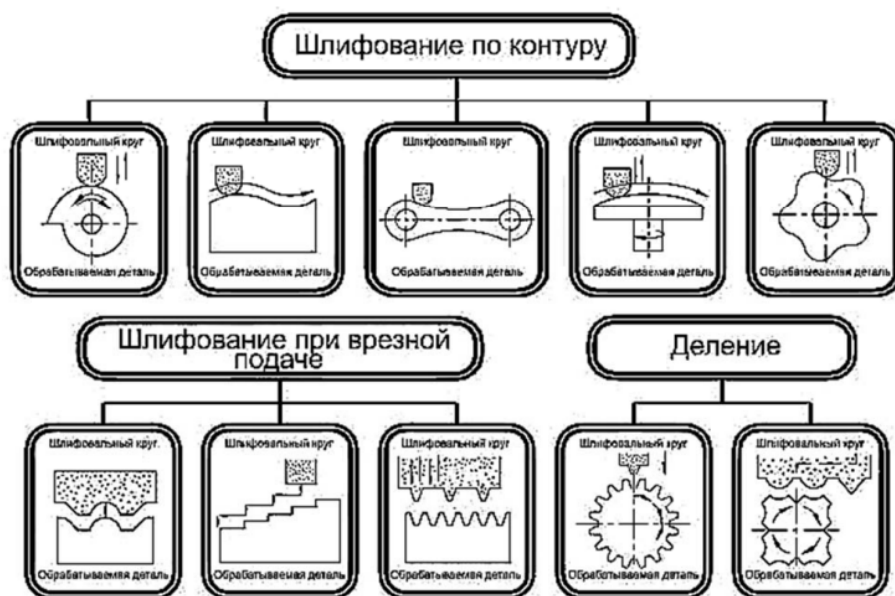 Шлифование по контуру
Шлифовальный круг
Шлифовальный круг
Шлифовальный круг
Шлифовальный круг
Шлифовальный круг
Обрабатываемая деталь
Обрабатываемая деталь
Обрабатываемая деталь
Обрабатываемая деталь
Обрабатываемая деталь
Шлифование при врезной
подаче
Деление
Шлифовальный круг
Шлифовальный круг
Шлифовальный круг
Шлифовальный круг
Шлифовальный круг
Обрабатываемая деталь
Обрабатываемая деталь
Обрабатываемая деталь
Обрабатываемая деталь
Обрабатываемая деталь